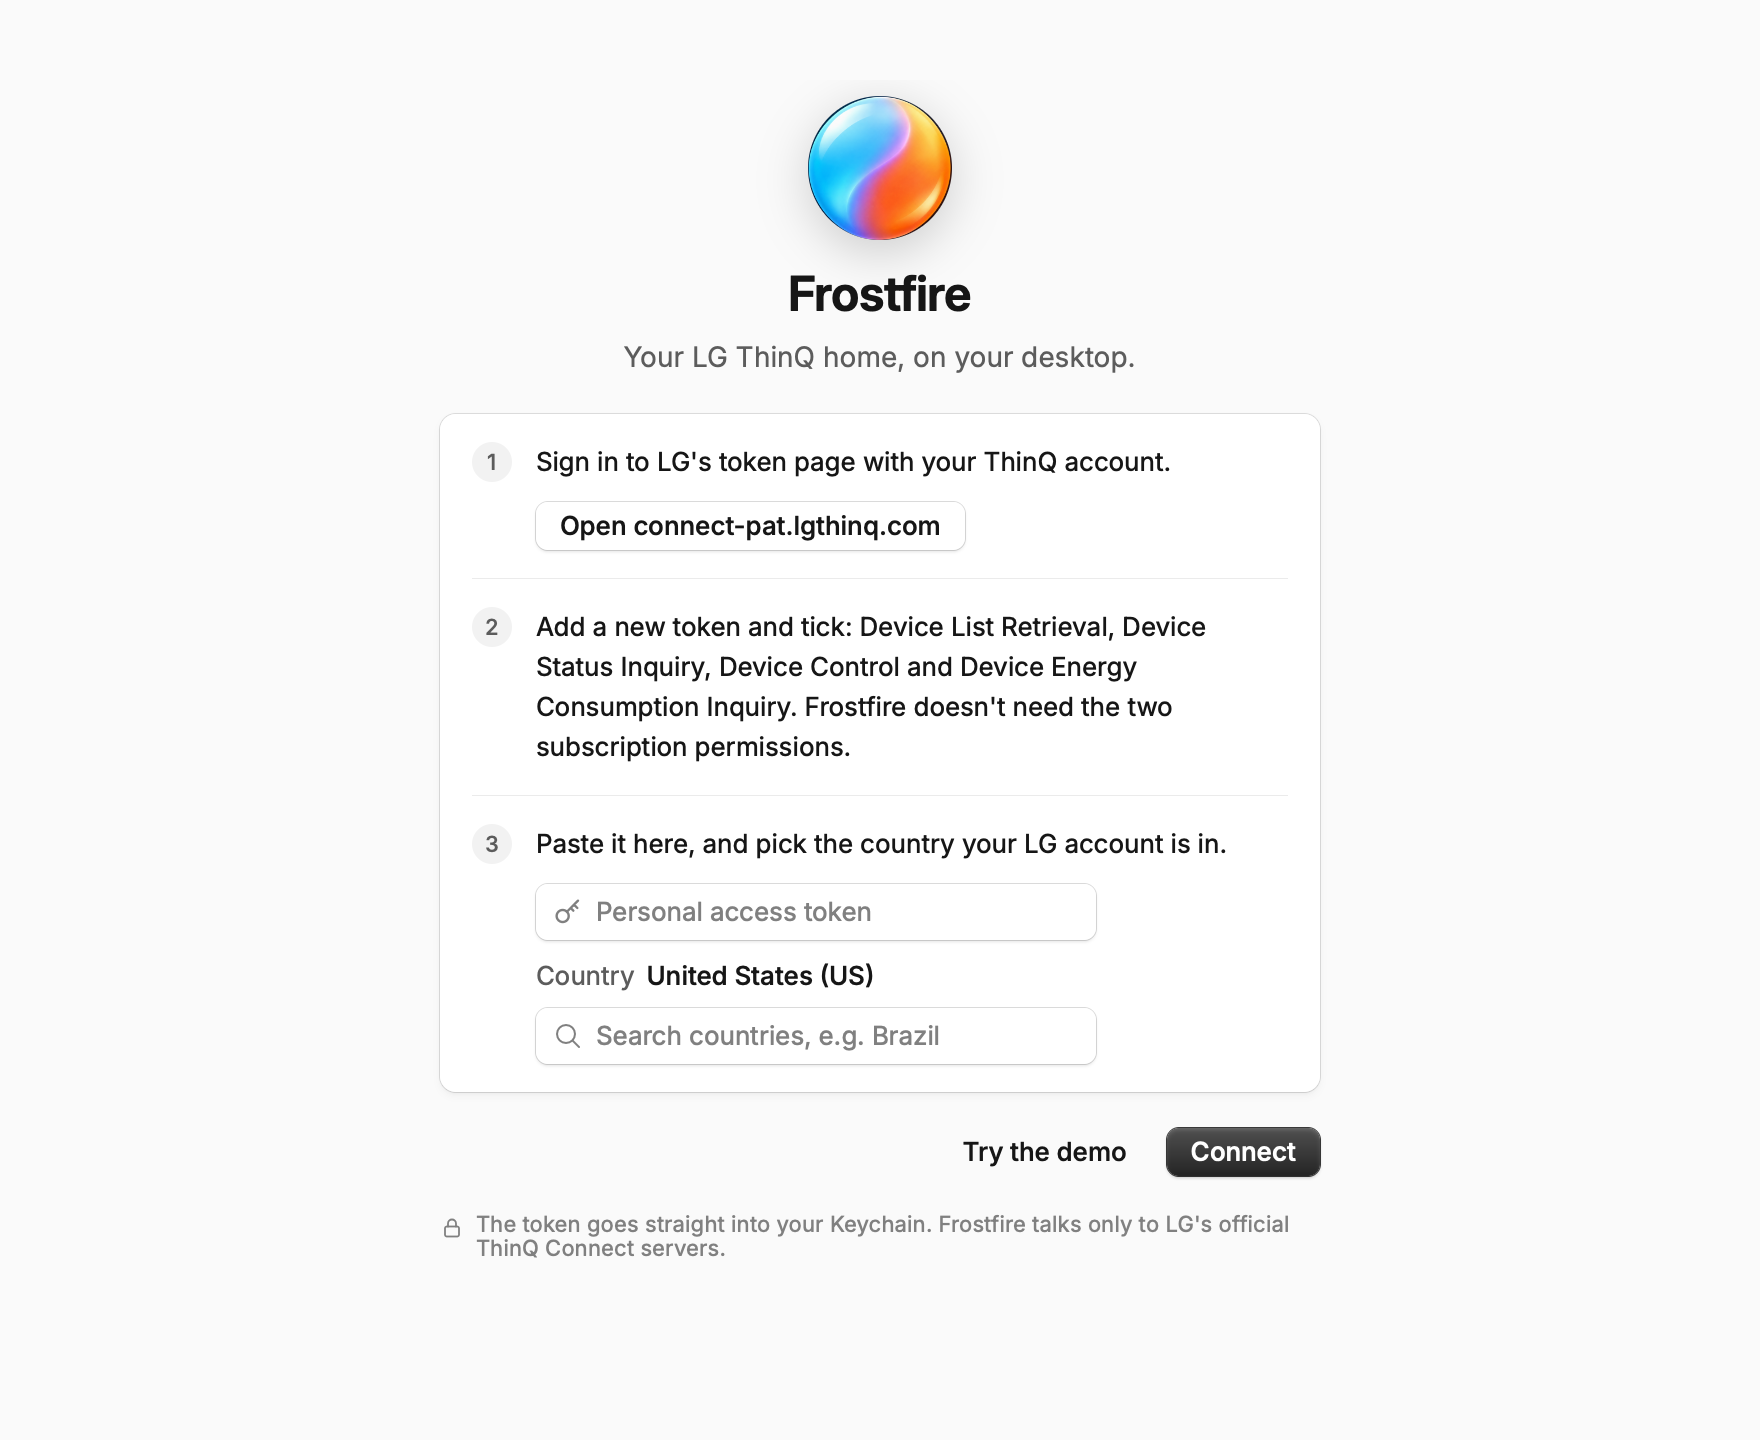 Frostfire
Your LG ThinQ home, on your desktop.
1 Sign in to LG's token page with your ThinQ account.
Open connect-pat.lgthinq.com
2 Add a new token and tick: Device List Retrieval, Device
Status Inquiry, Device Control and Device Energy
Consumption Inquiry. Frostfire doesn't need the two
subscription permissions.
3 Paste it here, and pick the country your LG account is in.
Personal access token
Country United States (US)
Search countries, e.g. Brazil
Try the demo Connect
The token goes straight into your Keychain. Frostfire talks only to LG's official
ThinQ Connect servers.